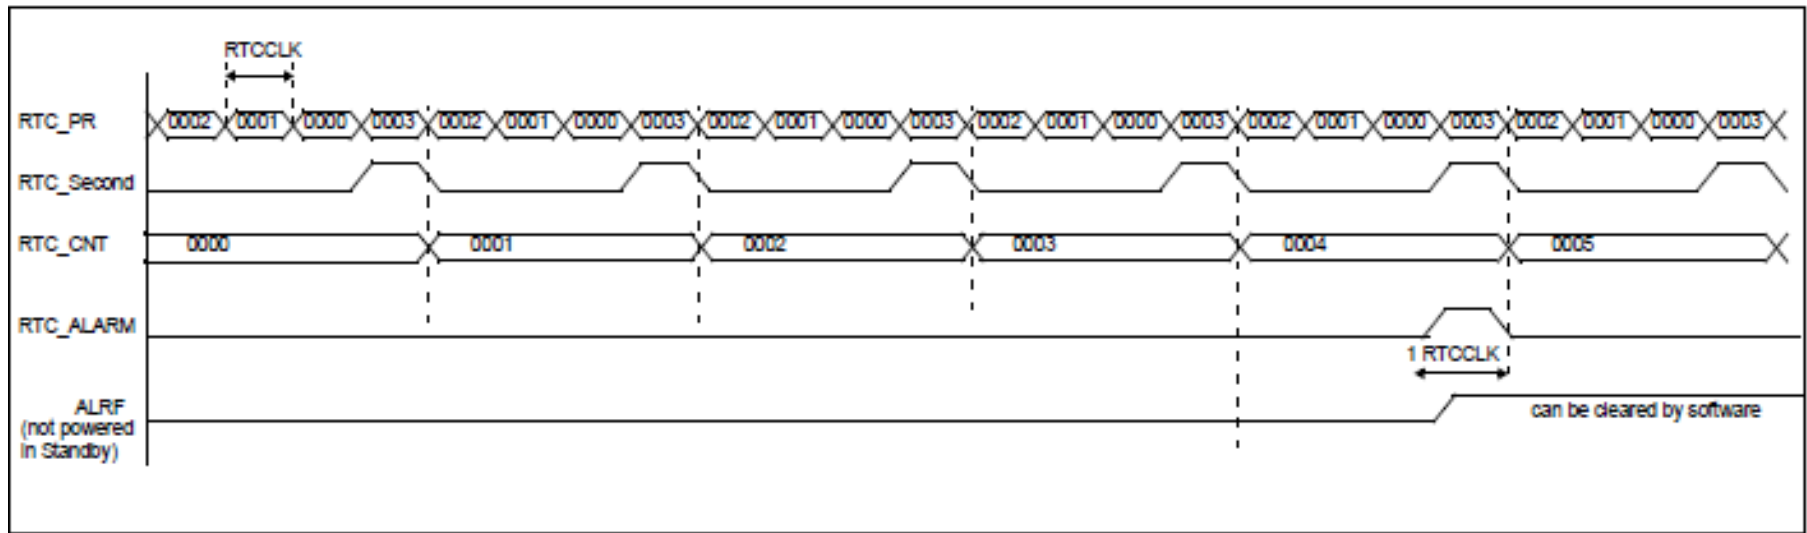 RTCCLK
RTC_PR 0002 0001 0000 0003 0002 0001 0000 0003 0002 0001 0000 0003 0002 0001 0000 0003 0002 0001 0000 0003 0002 0001 0000 0003
RTC_Second
RTC_CNT 0000 0001 0002 0003 0004 0005
RTC_ALARM
1 RTCCLK
ALRF can be cleared by software
(not powered
in Standby)